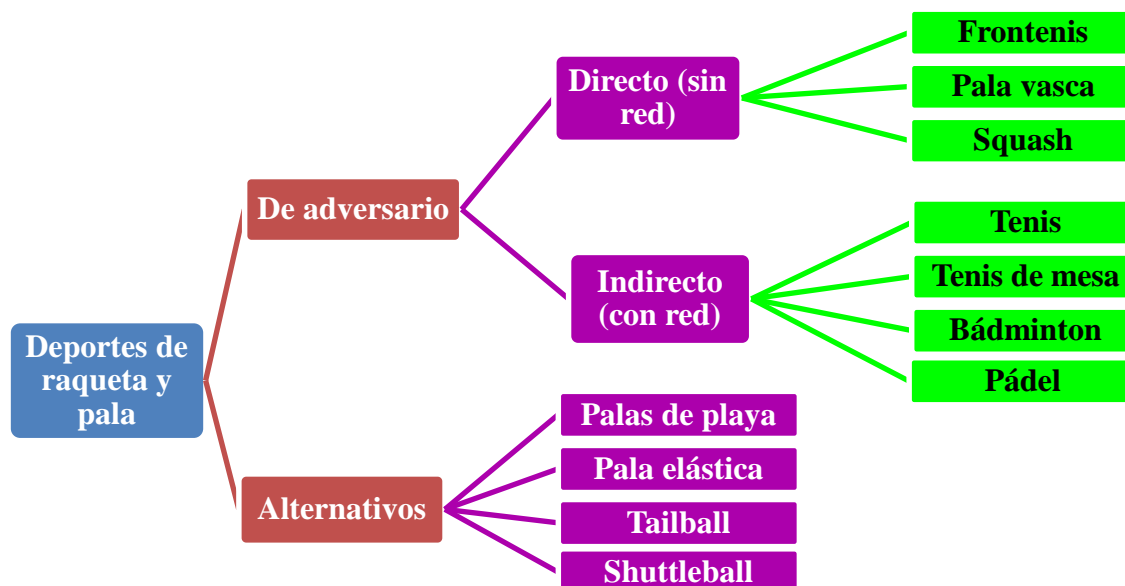 Deportes de
raqueta y
pala
De adversario
Directo (sin
red)
Frontenis
Pala vasca
Squash
Indirecto
(con red)
Tenis
Tenis de mesa
Bádminton
Pádel
Alternativos
Palas de playa
Pala elástica
Tailball
Shuttleball